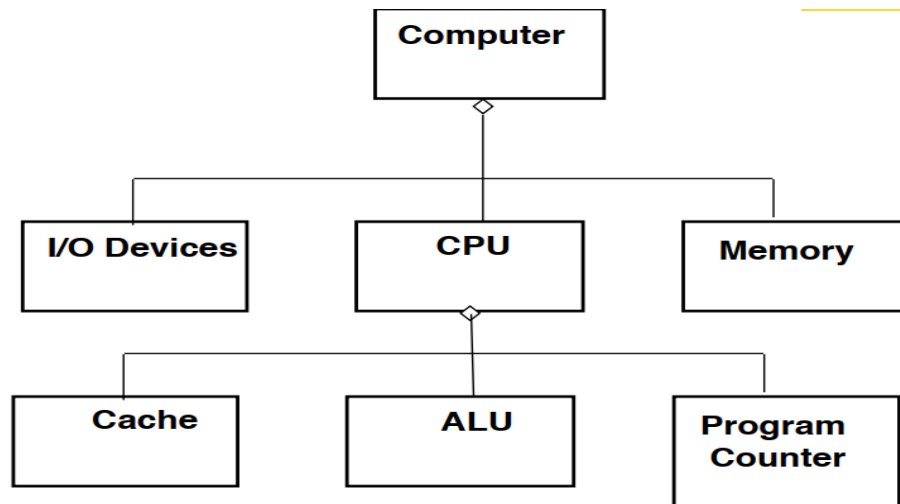 Computer
I/O Devices
CPU
Memory
Cache
ALU
Program
Counter